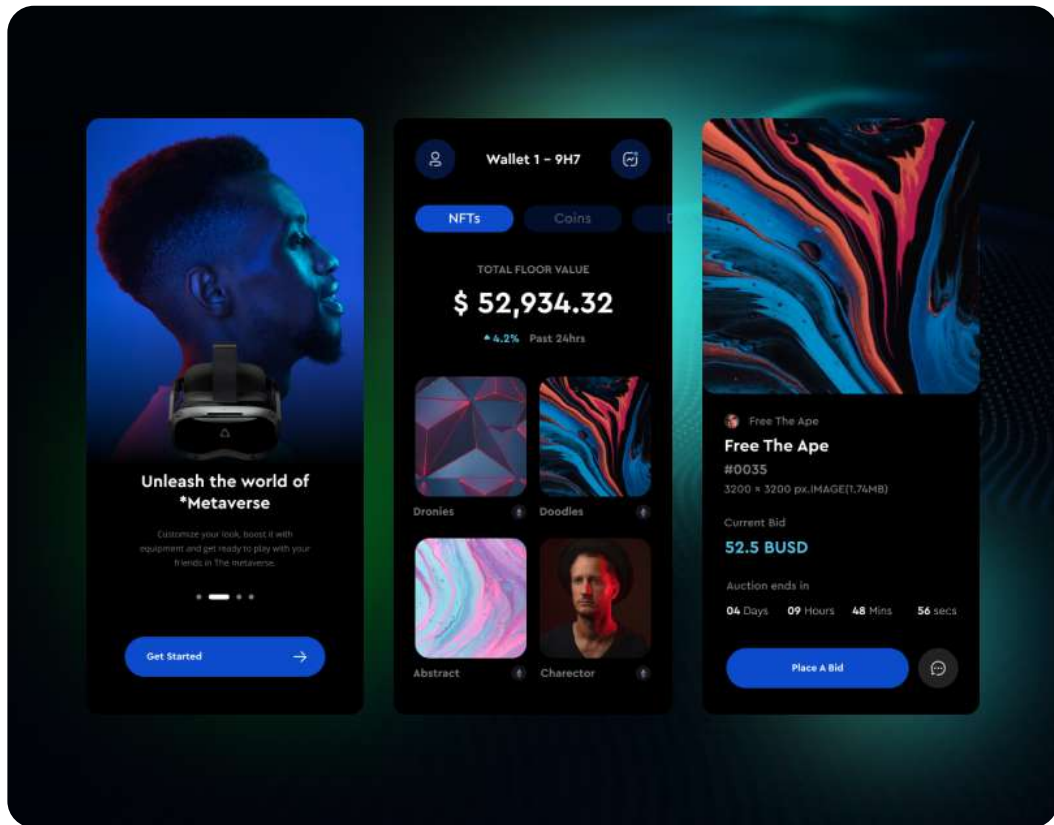 Unleash the world of
*Metaverse
Customize your look, boost it with
equipment and get ready to play with your
friends in The metaverse.
Get Started
Wallet 1 - 9H7
NFTs
Coins
TOTAL FLOOR VALUE
$ 52,934.32
4.2% Past 24hrs
Dronies
Doodles
Abstract
Charector
Free The Ape
Free The Ape
#0035
3200 × 3200 px.IMAGE(1.74MB)
Current Bid
52.5 BUSD
Auction ends in
04 Days 09 Hours 48 Mins 56 secs
Place A Bid